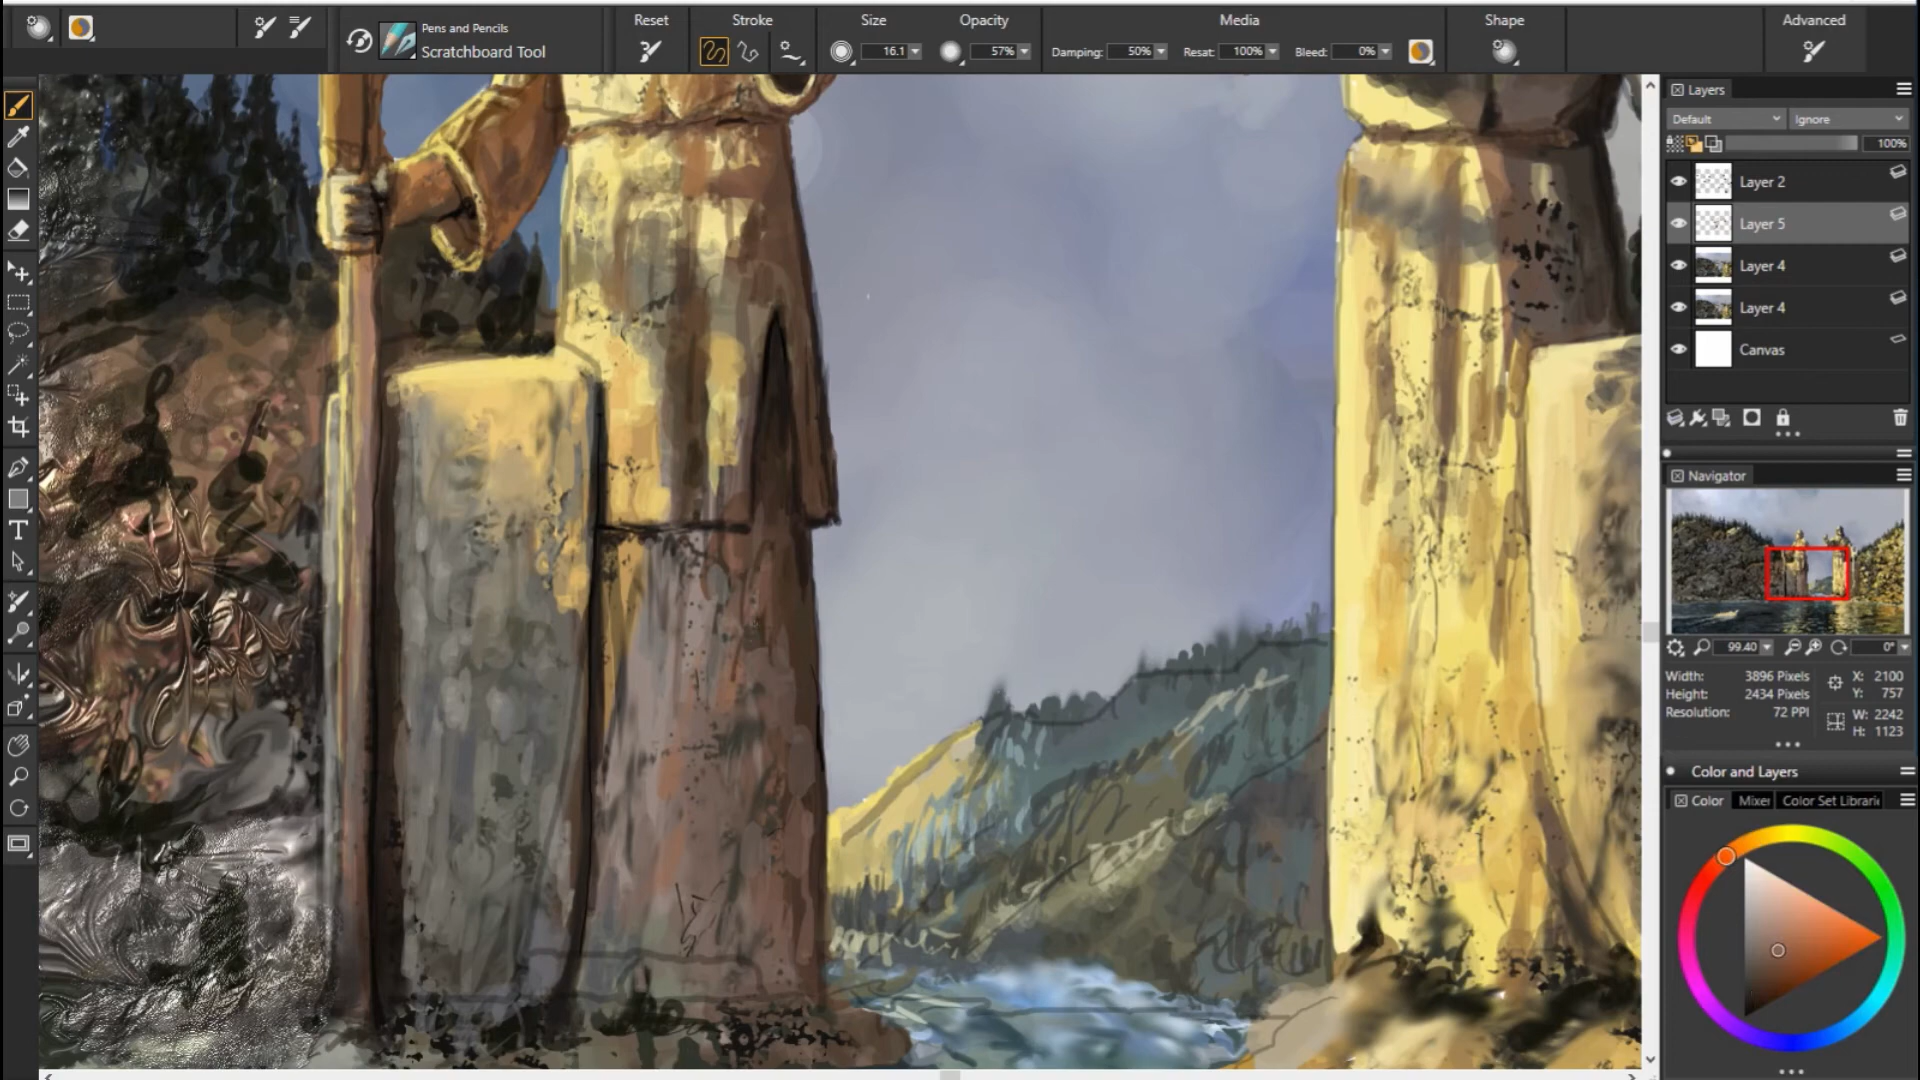 Reset
Stroke
Size
Opacity
Media
Shape
Advanced
Pens and Pencils
Scratchboard Tool
16.1
57%
Damping: 50%
Resat: 100%
Bleed: 0%
Layers
Default
Ignore
100%
Layer 2
Layer 5
Layer 4
Layer 4
Canvas
Navigator
99.40
0°
Width: 3896 Pixels
Height: 2434 Pixels
Resolution: 72 PPI
X: 2100
Y: 757
W: 2242
H: 1123
Color and Layers
Color
Mixer
Color Set Librari